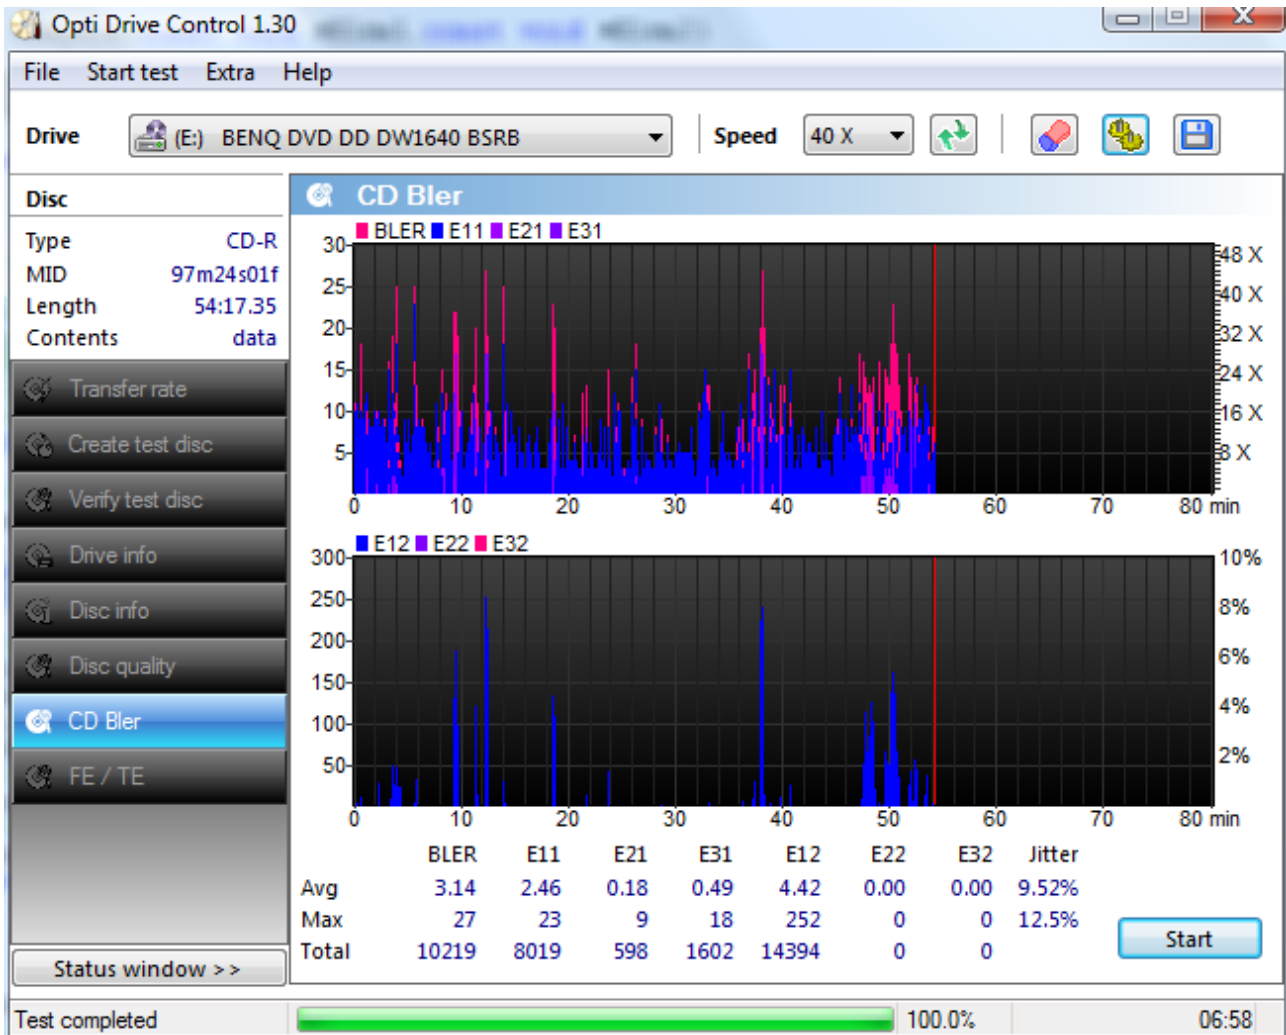 Opti Drive Control 1.30
File Start test Extra Help
Drive (E:) BENQ DVD DD DW1640 BSRB Speed 40 X
Disc
Type CD-R
MID 97m24s01f
Length 54:17.35
Contents data
Transfer rate
Create test disc
Verify test disc
Drive info
Disc info
Disc quality
CD Bler
FE / TE
Status window >>
CD Bler
BLER E11 E21 E31
30
25
20
15
10
5
48 X
40 X
32 X
24 X
16 X
8 X
0 10 20 30 40 50 60 70 80 min
E12 E22 E32
300
250
200
150
100
50
10%
8%
6%
4%
2%
0 10 20 30 40 50 60 70 80 min
BLER E11 E21 E31 E12 E22 E32 Jitter
Avg 3.14 2.46 0.18 0.49 4.42 0.00 0.00 9.52%
Max 27 23 9 18 252 0 0 12.5%
Total 10219 8019 598 1602 14394 0 0
Start
Test completed 100.0% 06:58